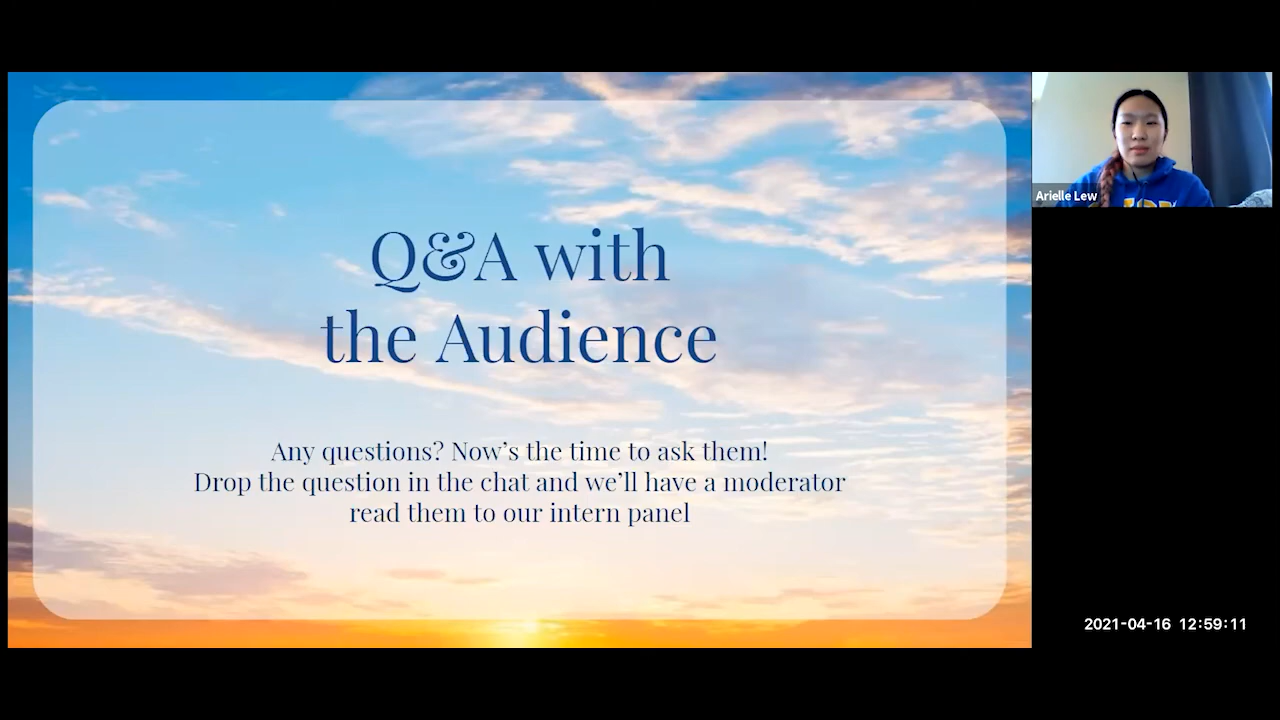 Q&A with
the Audience
Any questions? Now's the time to ask them!
Drop the question in the chat and we'll have a moderator
read them to our intern panel
Arielle Lew
2021-04-16 12:59:11